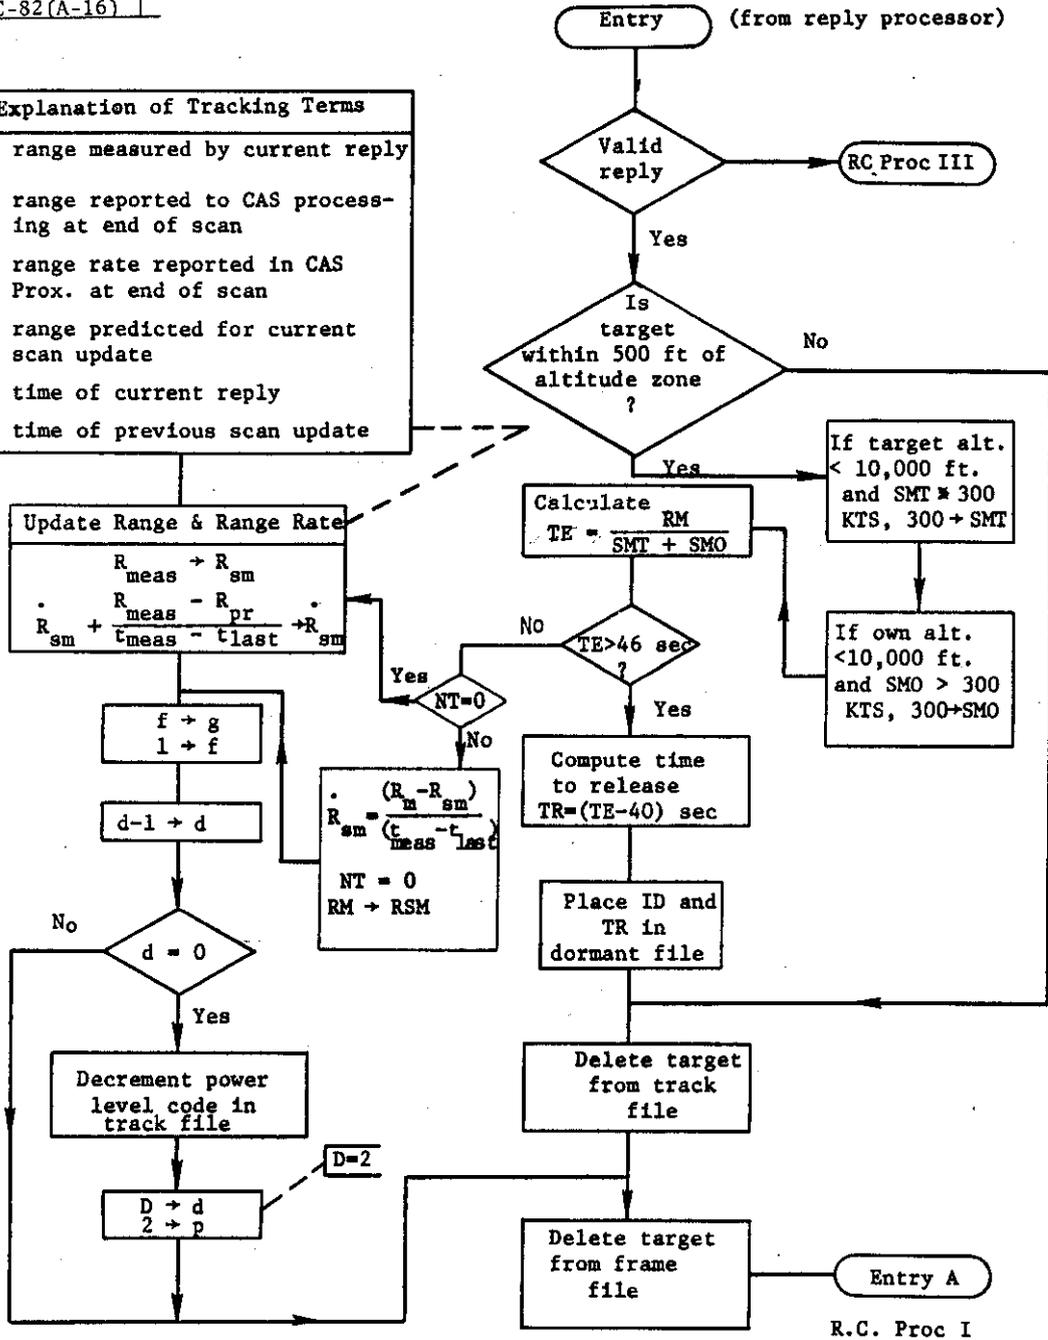 C-82(A-16)
Entry
(from reply processor)
Explanation of Tracking Terms
range measured by current reply
range reported to CAS process-
ing at end of scan
range rate reported in CAS
Prox. at end of scan
range predicted for current
scan update
time of current reply
time of previous scan update
Valid
reply
RC Proc III
Yes
Is
target
within 500 ft of
altitude zone
?
No
Yes
If target alt.
< 10,000 ft.
and SMT > 300
KTS, 300 → SMT
If own alt.
<10,000 ft.
and SMO > 300
KTS, 300→SMO
Calculate
TE = RM / (SMT + SMO)
TE>46 sec
?
No
Yes
NT=0
Yes
No
Update Range & Range Rate
R_meas → R_sm
Ṙ_sm + (R_meas - R_pr) / (t_meas - t_last) → Ṙ_sm
f → g
1 → f
d-1 → d
Ṙ_sm = (R_m - R_sm) / (t_meas - t_last)
NT = 0
RM → RSM
Compute time
to release
TR=(TE-40) sec
Place ID and
TR in
dormant file
No
d = 0
Yes
Decrement power
level code in
track file
D=2
D → d
2 → p
Delete target
from track
file
Delete target
from frame
file
Entry A
R.C. Proc I